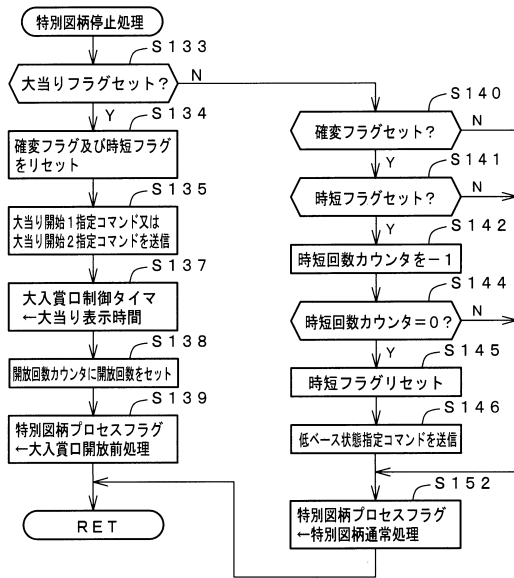 特別図柄停止処理
S133
大当りフラグセット？
N
Y
S134
確変フラグ及び時短フラグ
をリセット
S135
大当り開始1指定コマンド又は
大当り開始2指定コマンドを送信
S137
大入賞口制御タイマ
←大当り表示時間
S138
開放回数カウンタに開放回数をセット
S139
特別図柄プロセスフラグ
←大入賞口開放前処理
RET
S140
確変フラグセット？
N
Y
S141
時短フラグセット？
N
Y
S142
時短回数カウンタを－1
S144
時短回数カウンタ＝0？
N
Y
S145
時短フラグリセット
S146
低ベース状態指定コマンドを送信
S152
特別図柄プロセスフラグ
←特別図柄通常処理